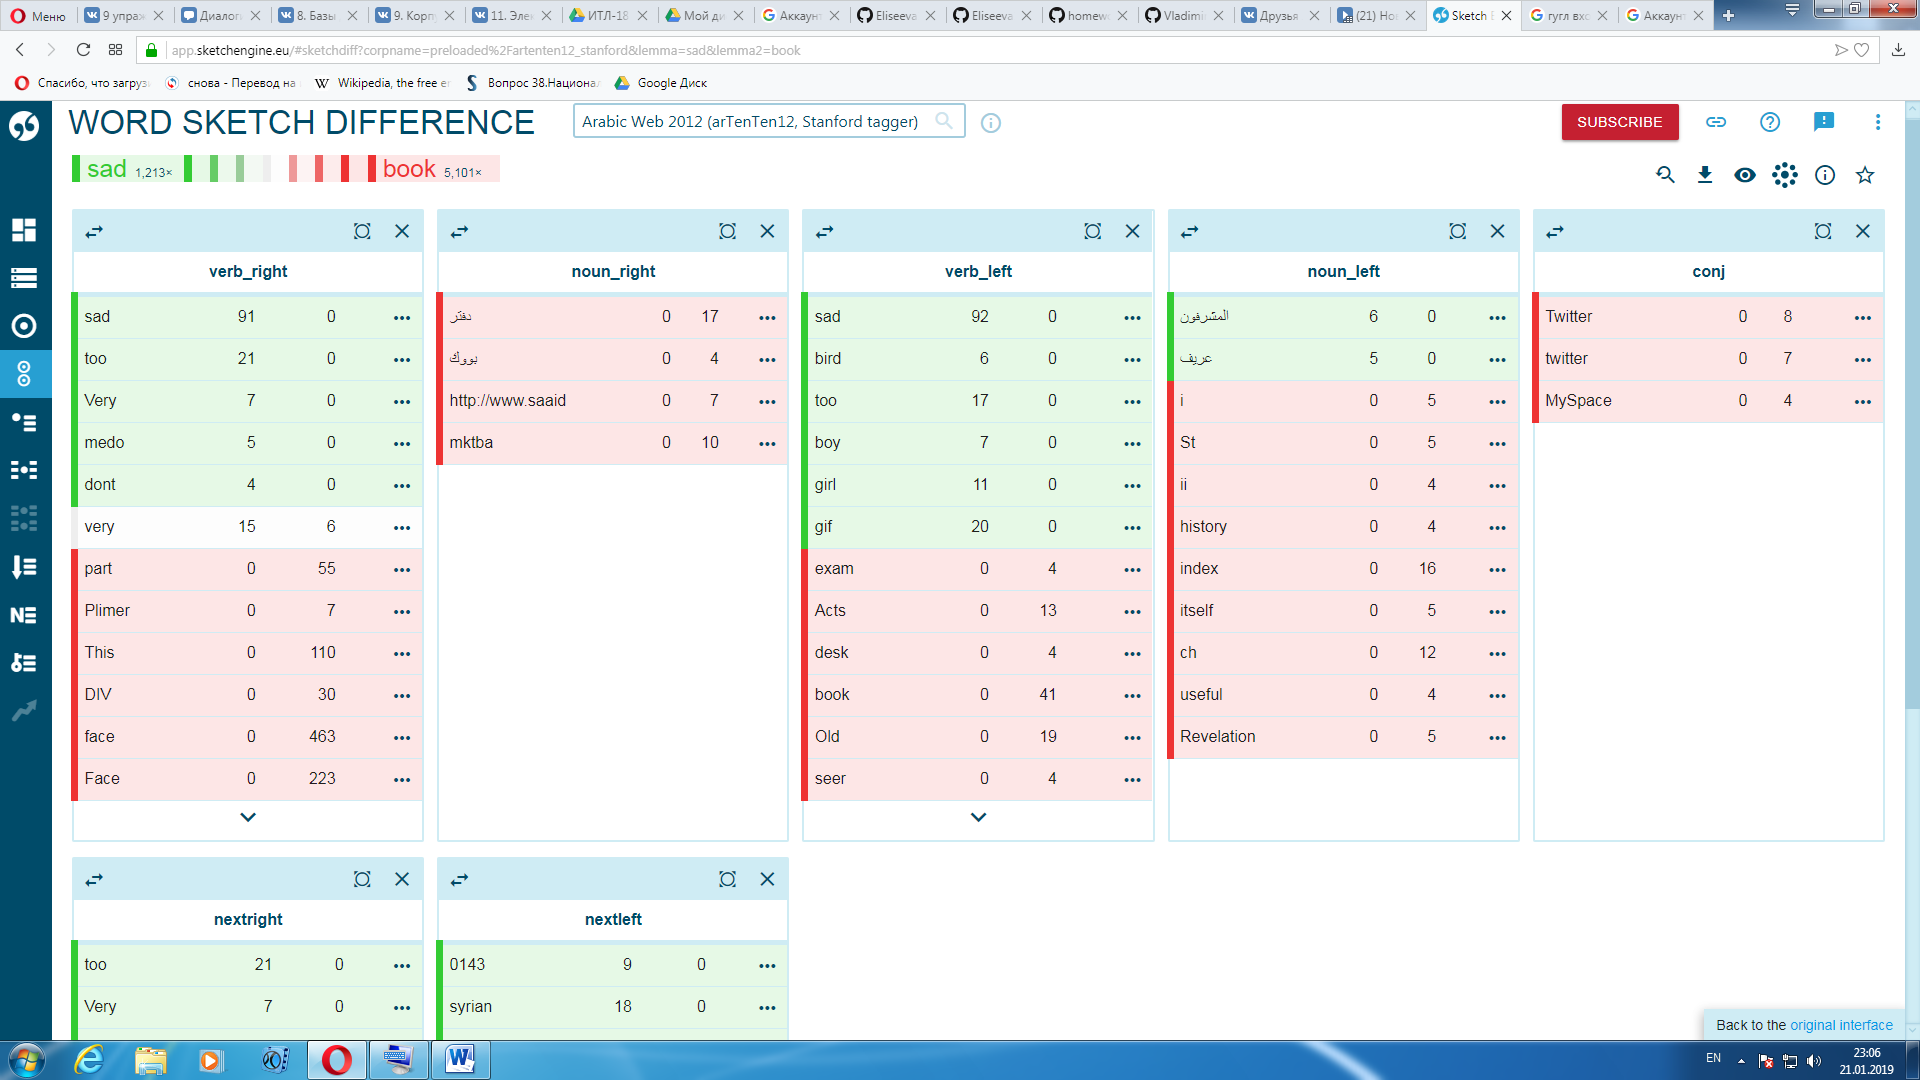 Меню
9 упраж
Диалоги
8. Базы
9. Корпу
11. Эле
ИТЛ-18
Мой ди
Аккаунт
Eliseeva
Eliseeva
homewo
Vladimi
Друзья
(21) Но
Sketch E
гугл вхо
Аккаунт
app.sketchengine.eu/#sketchdiff?corpname=preloaded%2Fartenten12_stanford&lemma=sad&lemma2=book
Спасибо, что загруз
снова - Перевод на
Wikipedia, the free e
Вопрос 38.Национал
Google Диск
WORD SKETCH DIFFERENCE
Arabic Web 2012 (arTenTen12, Stanford tagger)
SUBSCRIBE
sad 1,213×
book 5,101×
verb_right
sad 91 0
too 21 0
Very 7 0
medo 5 0
dont 4 0
very 15 6
part 0 55
Plimer 0 7
This 0 110
DIV 0 30
face 0 463
Face 0 223
noun_right
دفتر 0 17
بووك 0 4
http://www.saaid 0 7
mktba 0 10
verb_left
sad 92 0
bird 6 0
too 17 0
boy 7 0
girl 11 0
gif 20 0
exam 0 4
Acts 0 13
desk 0 4
book 0 41
Old 0 19
seer 0 4
noun_left
المشرفون 6 0
عريف 5 0
i 0 5
St 0 5
ii 0 4
history 0 4
index 0 16
itself 0 5
ch 0 12
useful 0 4
Revelation 0 5
conj
Twitter 0 8
twitter 0 7
MySpace 0 4
nextright
too 21 0
Very 7 0
nextleft
0143 9 0
syrian 18 0
Back to the original interface
EN
23:06
21.01.2019